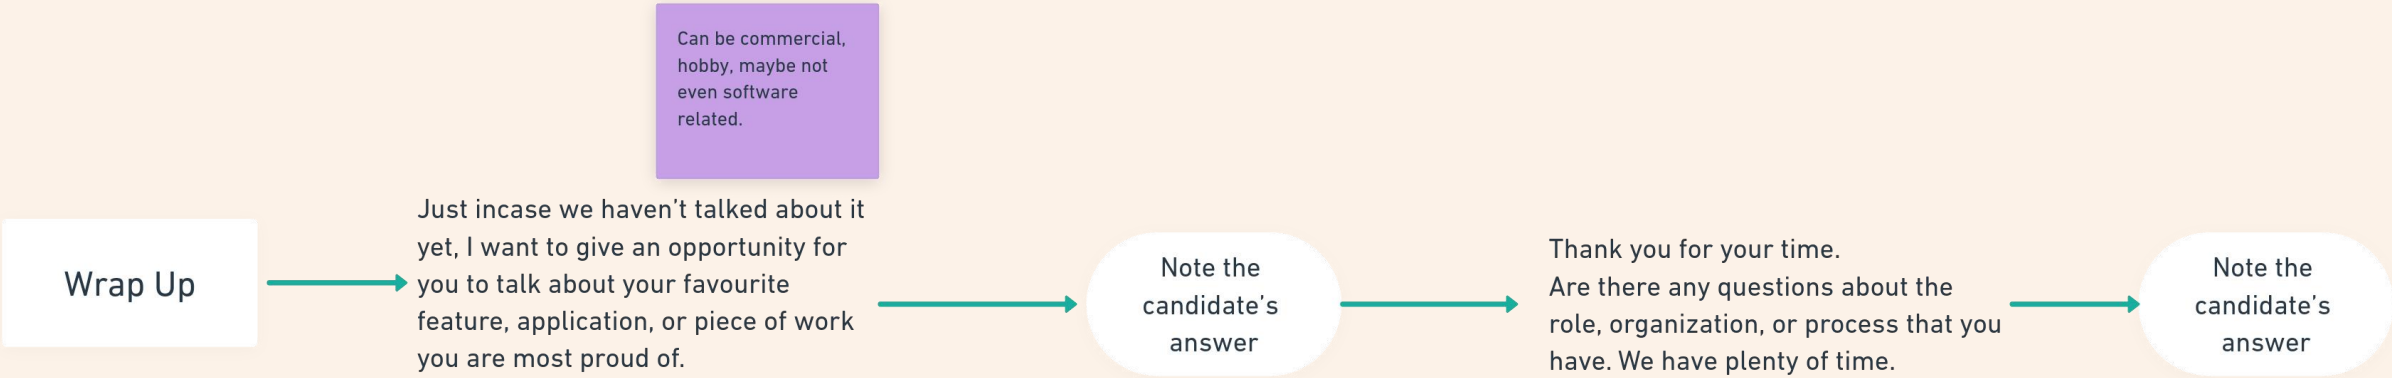 Can be commercial,
hobby, maybe not
even software
related.
Wrap Up
Just incase we haven’t talked about it
yet, I want to give an opportunity for
you to talk about your favourite
feature, application, or piece of work
you are most proud of.
Note the
candidate’s
answer
Thank you for your time.
Are there any questions about the
role, organization, or process that you
have. We have plenty of time.
Note the
candidate’s
answer